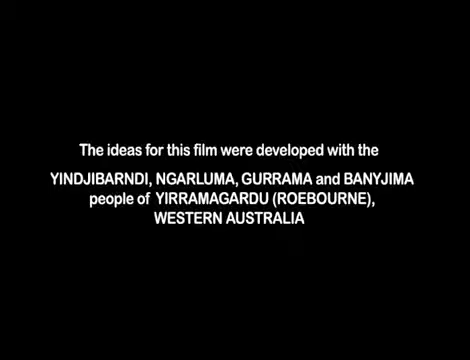 The ideas for this film were developed with the
YINDJIBARNDI, NGARLUMA, GURRAMA and BANYJIMA
people of YIRRAMAGARDU (ROEBOURNE),
WESTERN AUSTRALIA